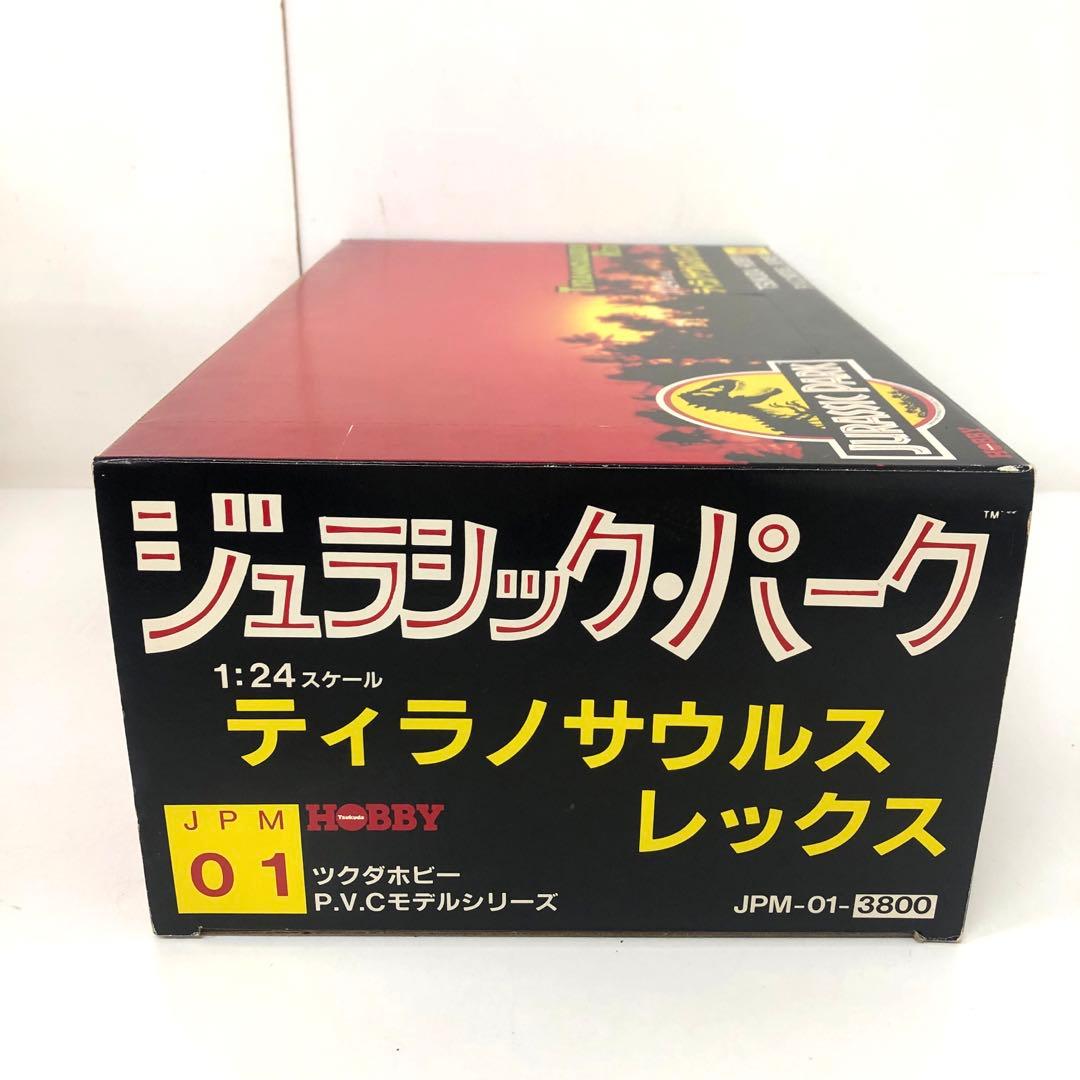 JURASSIC PARK
HOBBY
ジュラシック・パーク
TM
1:24スケール
ティラノサウルス
レックス
JPM
01
HOBBY
Tsukuda
ツクダホビー
P.V.Cモデルシリーズ
JPM-01-3800